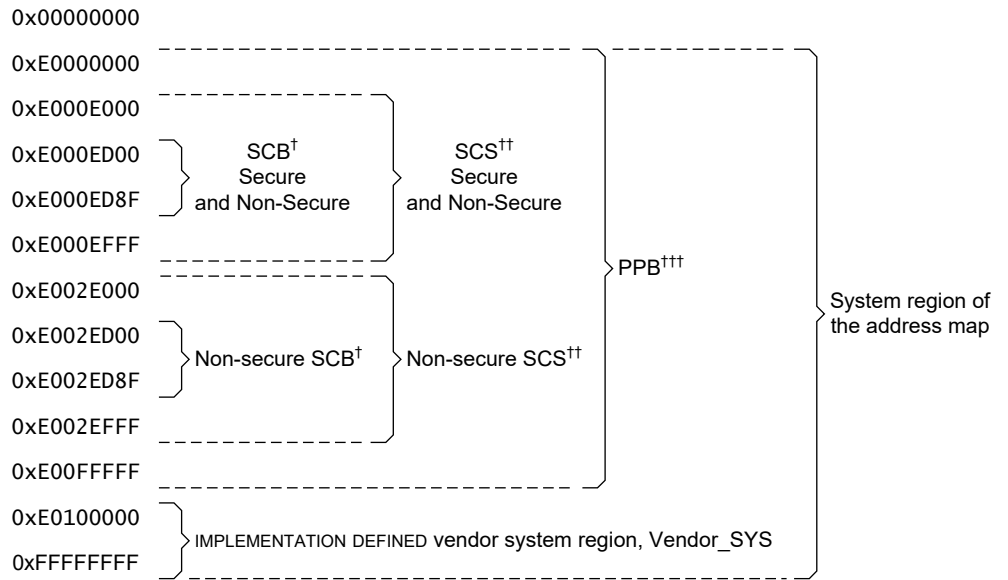 0x00000000
0xE0000000
0xE000E000
0xE000ED00
0xE000ED8F
0xE000EFFF
0xE002E000
0xE002ED00
0xE002ED8F
0xE002EFFF
0xE00FFFFF
0xE0100000
0xFFFFFFFFF
SCB†
Secure
and Non-Secure
SCS††
Secure
and Non-Secure
Non-secure SCB†
Non-secure SCS††
PPB†††
System region of
the address map
IMPLEMENTATION DEFINED vendor system region, Vendor_SYS